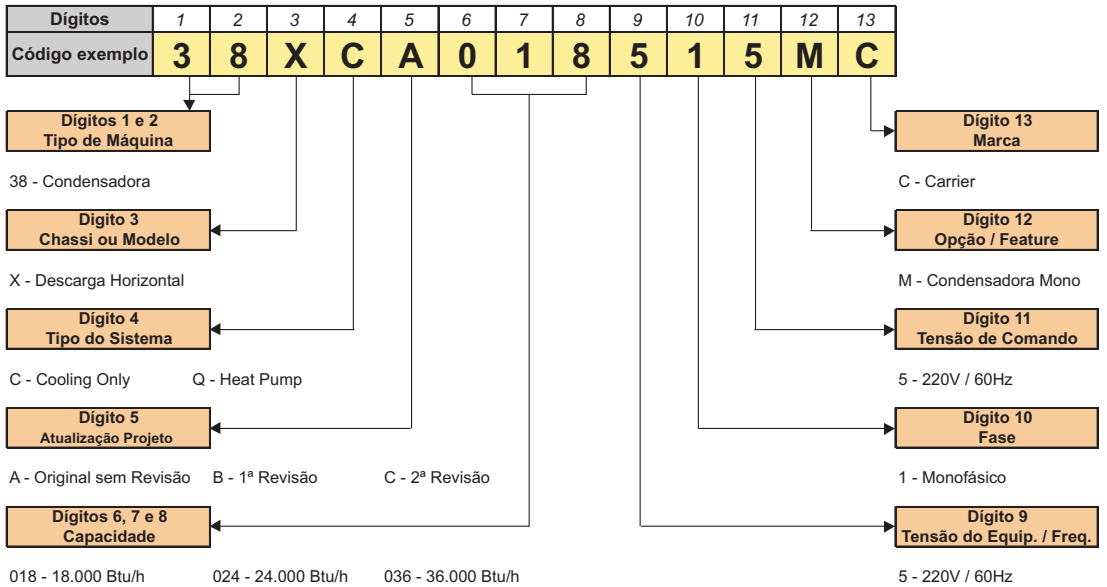 Dígitos 1 2 3 4 5 6 7 8 9 10 11 12 13
Código exemplo 3 8 X C A 0 1 8 5 1 5 M C
Dígitos 1 e 2
Tipo de Máquina
38 - Condensadora
Digito 3
Chassi ou Modelo
X - Descarga Horizontal
Dígito 4
Tipo do Sistema
C - Cooling Only Q - Heat Pump
Dígito 5
Atualização Projeto
A - Original sem Revisão B - 1ª Revisão C - 2ª Revisão
Dígitos 6, 7 e 8
Capacidade
018 - 18.000 Btu/h 024 - 24.000 Btu/h 036 - 36.000 Btu/h
Dígito 13
Marca
C - Carrier
Dígito 12
Opção / Feature
M - Condensadora Mono
Dígito 11
Tensão de Comando
5 - 220V / 60Hz
Dígito 10
Fase
1 - Monofásico
Dígito 9
Tensão do Equip. / Freq.
5 - 220V / 60Hz